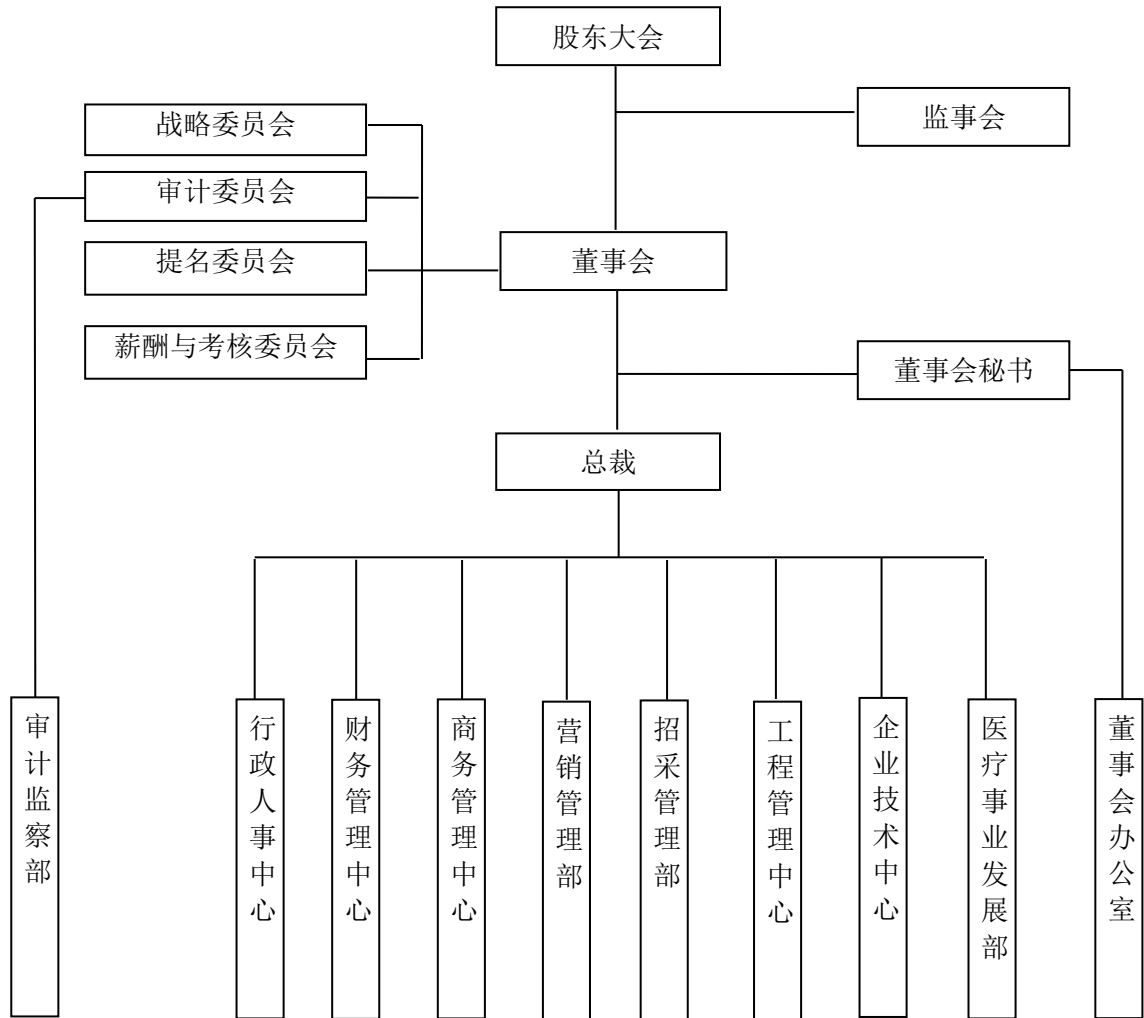 股东大会
监事会
战略委员会
审计委员会
提名委员会
董事会
薪酬与考核委员会
董事会秘书
总裁
审计监察部
行政人事中心
财务管理中心
商务管理中心
营销管理部
招采管理部
工程管理中心
企业技术中心
医疗事业发展部
董事会办公室